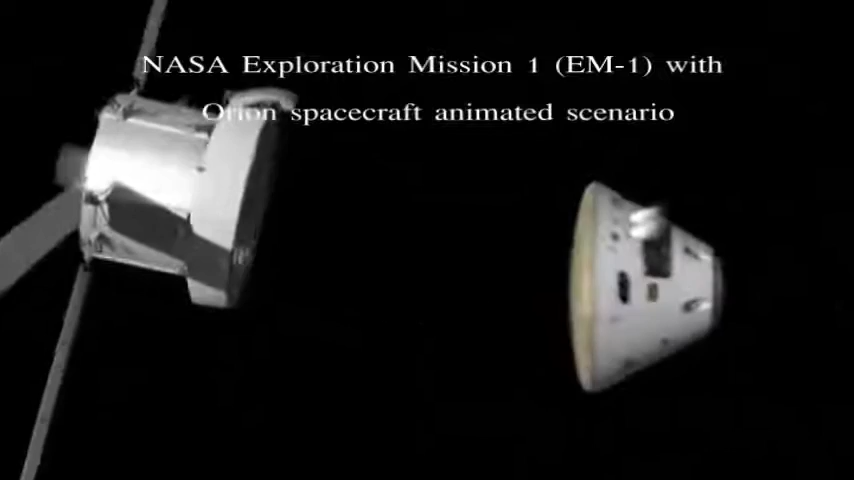 NASA Exploration Mission 1 (EM-1) with
Orion spacecraft animated scenario